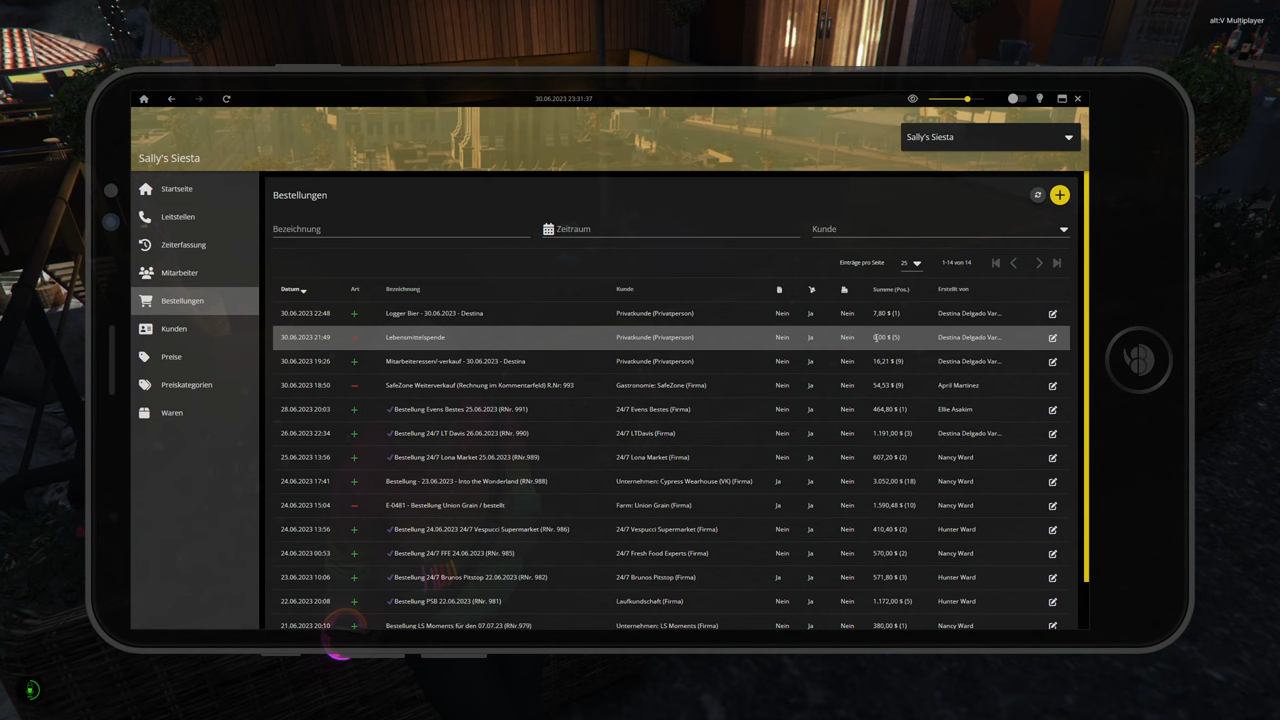 alt:V Multiplayer
30.06.2023 23:31:37
Sally's Siesta
Sally's Siesta
Startseite
Leitstellen
Zeiterfassung
Mitarbeiter
Bestellungen
Kunden
Preise
Preiskategorien
Waren
Bestellungen
Bezeichnung Zeitraum Kunde
Einträge pro Seite 25 1-14 von 14
Datum Art Bezeichnung Kunde Summe (Pos.) Erstellt von
30.06.2023 22:48 + Logger Bier - 30.06.2023 - Destina Privatkunde (Privatperson) Nein Ja Nein 7,80 $ (1) Destina Delgado Var...
30.06.2023 21:49 − Lebensmittelspende Privatkunde (Privatperson) Nein Ja Nein 0,00 $ (5) Destina Delgado Var...
30.06.2023 19:26 + Mitarbeiteressen/-verkauf - 30.06.2023 - Destina Privatkunde (Privatperson) Nein Ja Nein 16,21 $ (9) Destina Delgado Var...
30.06.2023 18:50 − SafeZone Weiterverkauf (Rechnung im Kommentarfeld) R.Nr: 993 Gastronomie: SafeZone (Firma) Nein Ja Nein 54,53 $ (9) April Martinez
28.06.2023 20:03 + ✓Bestellung Evens Bestes 25.06.2023 (RNr. 991) 24/7 Evens Bestes (Firma) Nein Ja Nein 464,80 $ (1) Ellie Asakim
26.06.2023 22:34 + ✓Bestellung 24/7 LT Davis 26.06.2023 (RNr. 990) 24/7 LTDavis (Firma) Nein Ja Nein 1.191,00 $ (3) Destina Delgado Var...
25.06.2023 13:56 + ✓Bestellung 24/7 Lona Market 25.06.2023 (RNr.989) 24/7 Lona Market (Firma) Nein Ja Nein 607,20 $ (2) Nancy Ward
24.06.2023 17:41 + Bestellung - 23.06.2023 - Into the Wonderland (RNr.988) Unternehmen: Cypress Wearhouse (VK) (Firma) Ja Ja Nein 3.052,00 $ (18) Nancy Ward
24.06.2023 15:04 − E-0481 - Bestellung Union Grain / bestellt Farm: Union Grain (Firma) Ja Ja Nein 1.590,48 $ (10) Nancy Ward
24.06.2023 13:56 + ✓Bestellung 24.06.2023 24/7 Vespucci Supermarket (RNr. 986) 24/7 Vespucci Supermarket (Firma) Nein Ja Nein 410,40 $ (2) Hunter Ward
24.06.2023 00:53 + ✓Bestellung 24/7 FFE 24.06.2023 (RNr. 985) 24/7 Fresh Food Experts (Firma) Nein Ja Nein 570,00 $ (2) Nancy Ward
23.06.2023 10:06 + ✓Bestellung 24/7 Brunos Pitstop 22.06.2023 (RNr. 982) 24/7 Brunos Pitstop (Firma) Ja Ja Nein 571,80 $ (3) Hunter Ward
22.06.2023 20:08 + ✓Bestellung PSB 22.06.2023 (RNr. 981) Laufkundschaft (Firma) Nein Ja Nein 1.172,00 $ (5) Hunter Ward
21.06.2023 20:10 + Bestellung LS Moments für den 07.07.23 (RNr.979) Unternehmen: LS Moments (Firma) Nein Ja Nein 380,00 $ (1) Nancy Ward